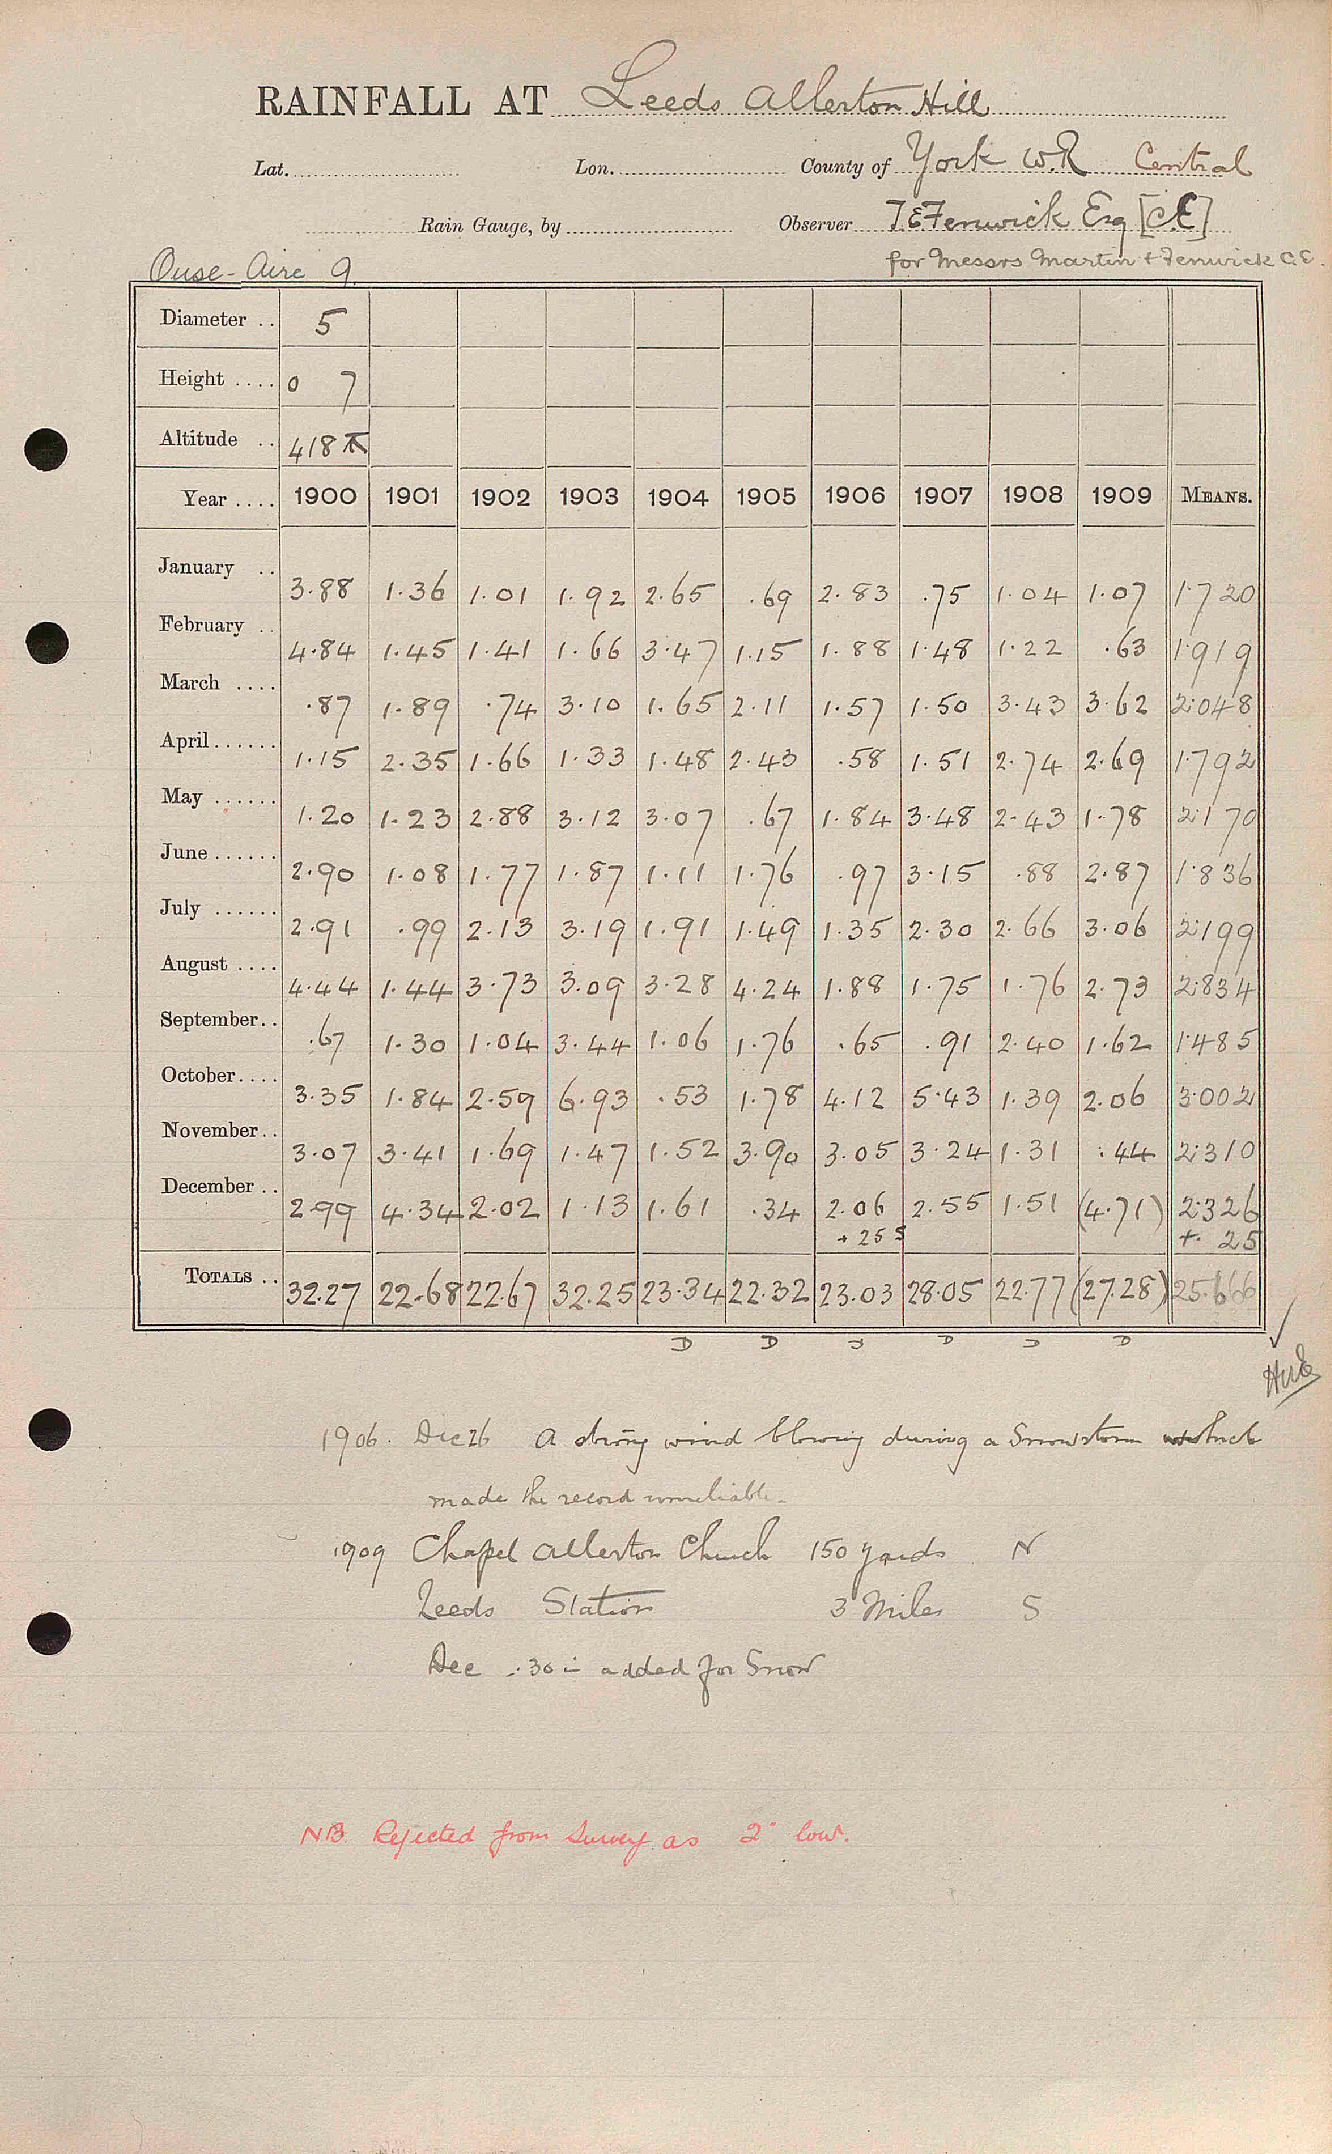 RAINFALL AT Leeds Allerton Hill
Lat. Lon. County of York W.R Central
Rain Gauge, by Observer T E Fenwick Esq [C.E]
Ouse-Aire 9 for Messrs Martin & Fenwick C.E.
Diameter .. 5
Height .... 0 7
Altitude .. 418
Year .... 1900 1901 1902 1903 1904 1905 1906 1907 1908 1909 MEANS.
January .. 3.88 1.36 1.01 1.92 2.65 .69 2.83 .75 1.04 1.07 1.720
February .. 4.84 1.45 1.41 1.66 3.47 1.15 1.88 1.48 1.22 .63 1.919
March .... .87 1.89 .74 3.10 1.65 2.11 1.57 1.50 3.43 3.62 2.048
April...... 1.15 2.35 1.66 1.33 1.48 2.43 .58 1.51 2.74 2.69 1.792
May ...... 1.20 1.23 2.88 3.12 3.07 .67 1.84 3.48 2.43 1.78 2.170
June...... 2.90 1.08 1.77 1.87 1.11 1.76 .97 3.15 .88 2.87 1.836
July ...... 2.91 .99 2.13 3.19 1.91 1.49 1.35 2.30 2.66 3.06 2.199
August .... 4.44 1.44 3.73 3.09 3.28 4.24 1.88 1.75 1.76 2.73 2.834
September.. .67 1.30 1.04 3.44 1.06 1.76 .65 .91 2.40 1.62 1.485
October.... 3.35 1.84 2.59 6.93 .53 1.78 4.12 5.43 1.39 2.06 3.002
November.. 3.07 3.41 1.69 1.47 1.52 3.90 3.05 3.24 1.31 .44 2.310
December .. 2.99 4.34 2.02 1.13 1.61 .34 2.06 2.55 1.51 (4.71) 2.326
+ 25 S +. 25
TOTALS .. 32.27 22.68 22.67 32.25 23.34 22.32 23.03 28.05 22.77 (27.28) 25.666
D D D D D D
1906. Dec 26 A strong wind blowing during a Snowstorm which
made the record unreliable.
1909 Chapel Allerton Church 150 yards N
Leeds Station 3 Miles S
Dec .30 in added for Snow
NB. Rejected from Survey as 2" low.